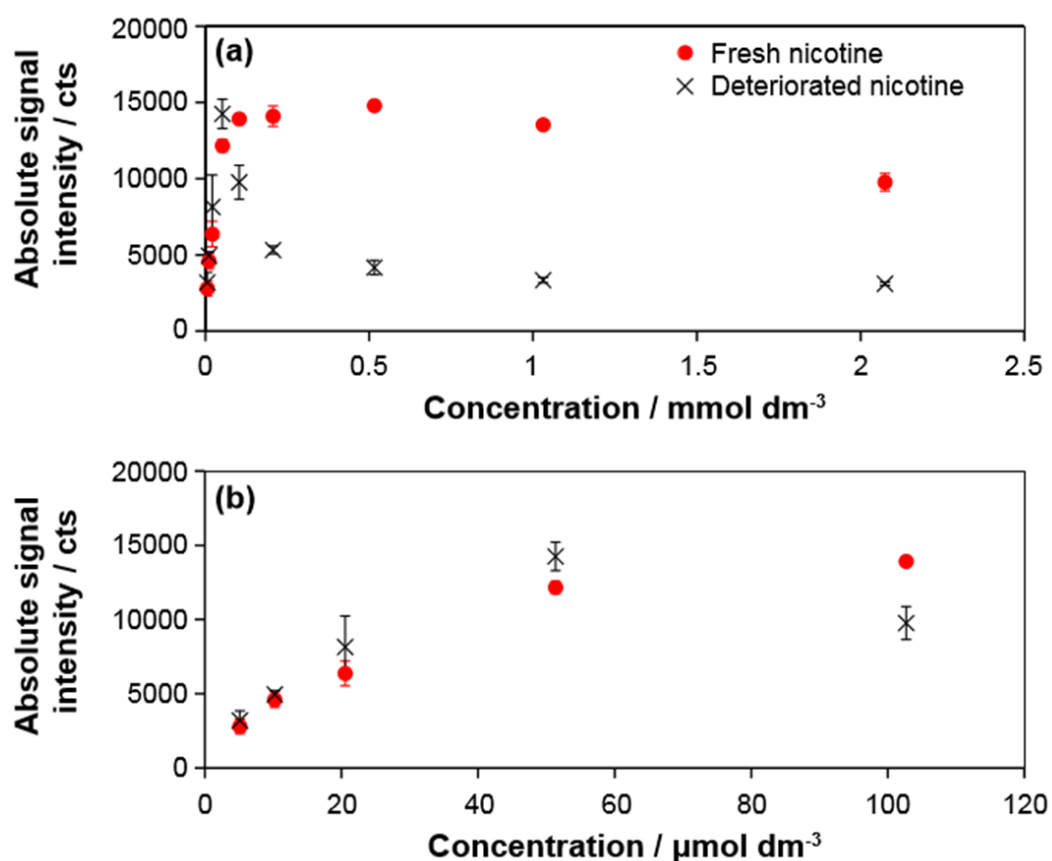 20000
15000
10000
5000
0
Absolute signal
intensity / cts
(a)
Fresh nicotine
Deteriorated nicotine
0 0.5 1 1.5 2 2.5
Concentration / mmol dm⁻³
20000
15000
10000
5000
0
Absolute signal
intensity / cts
(b)
0 20 40 60 80 100 120
Concentration / µmol dm⁻³